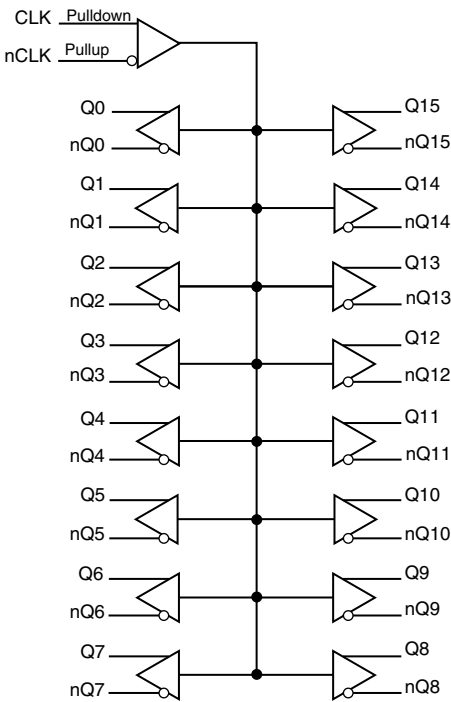 CLK Pulldown
nCLK Pullup
Q0 Q15
nQ0 nQ15
Q1 Q14
nQ1 nQ14
Q2 Q13
nQ2 nQ13
Q3 Q12
nQ3 nQ12
Q4 Q11
nQ4 nQ11
Q5 Q10
nQ5 nQ10
Q6 Q9
nQ6 nQ9
Q7 Q8
nQ7 nQ8